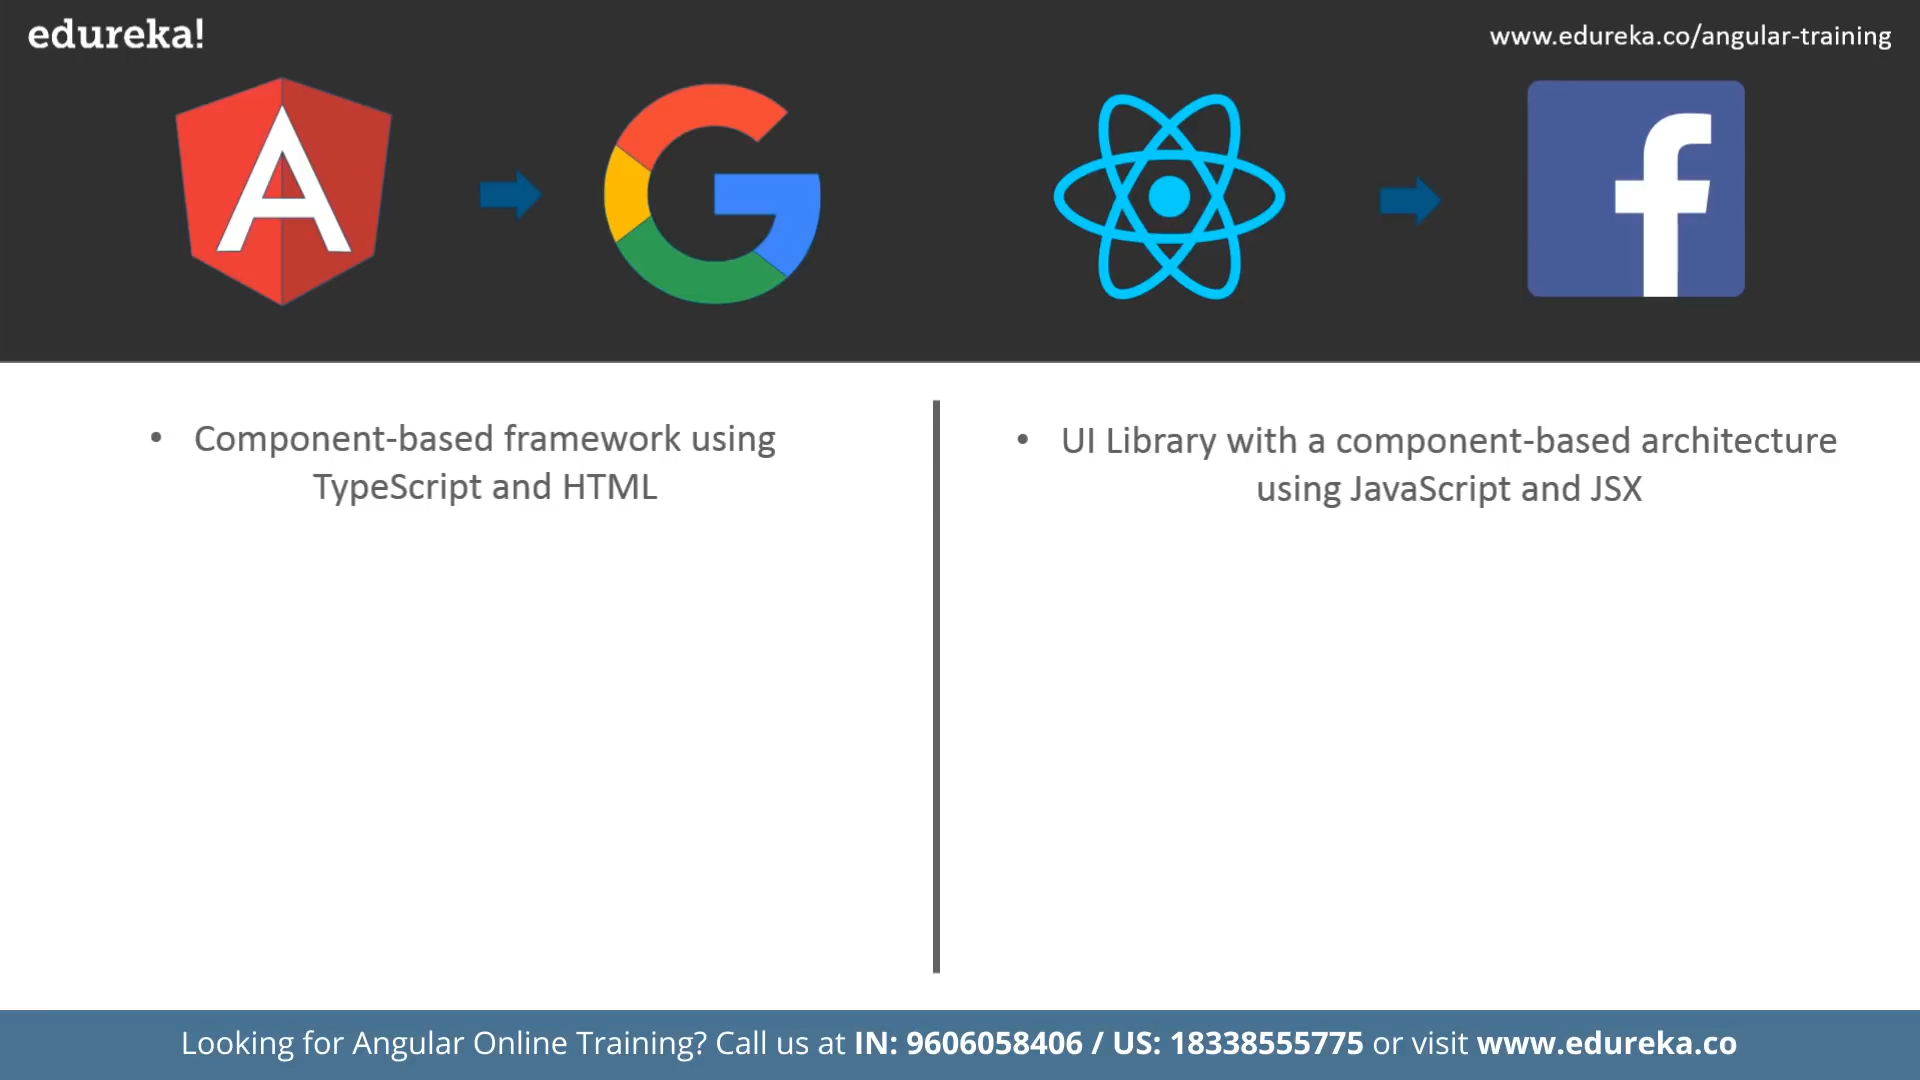 edureka!
www.edureka.co/angular-training
• Component-based framework using
TypeScript and HTML
• UI Library with a component-based architecture
using JavaScript and JSX
Looking for Angular Online Training? Call us at IN: 9606058406 / US: 18338555775 or visit www.edureka.co